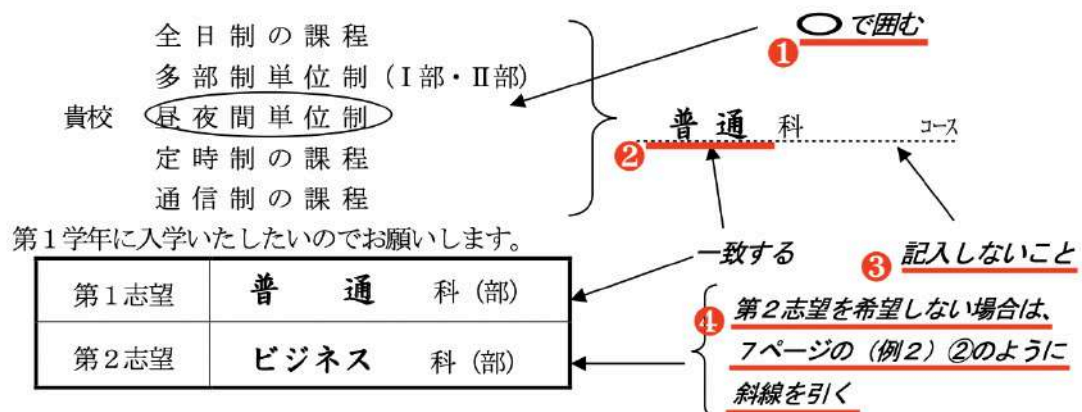 全日制の課程
多部制単位制（Ⅰ部・Ⅱ部）
貴校 昼夜間単位制
定時制の課程
通信制の課程
❶ 〇で囲む
❷ 普通 科 コース
一致する
❸ 記入しないこと
第１学年に入学いたしたいのでお願いします。
第１志望 普 通 科（部）
第２志望 ビジネス 科（部）
❹ 第２志望を希望しない場合は、
７ページの（例２）②のように
斜線を引く